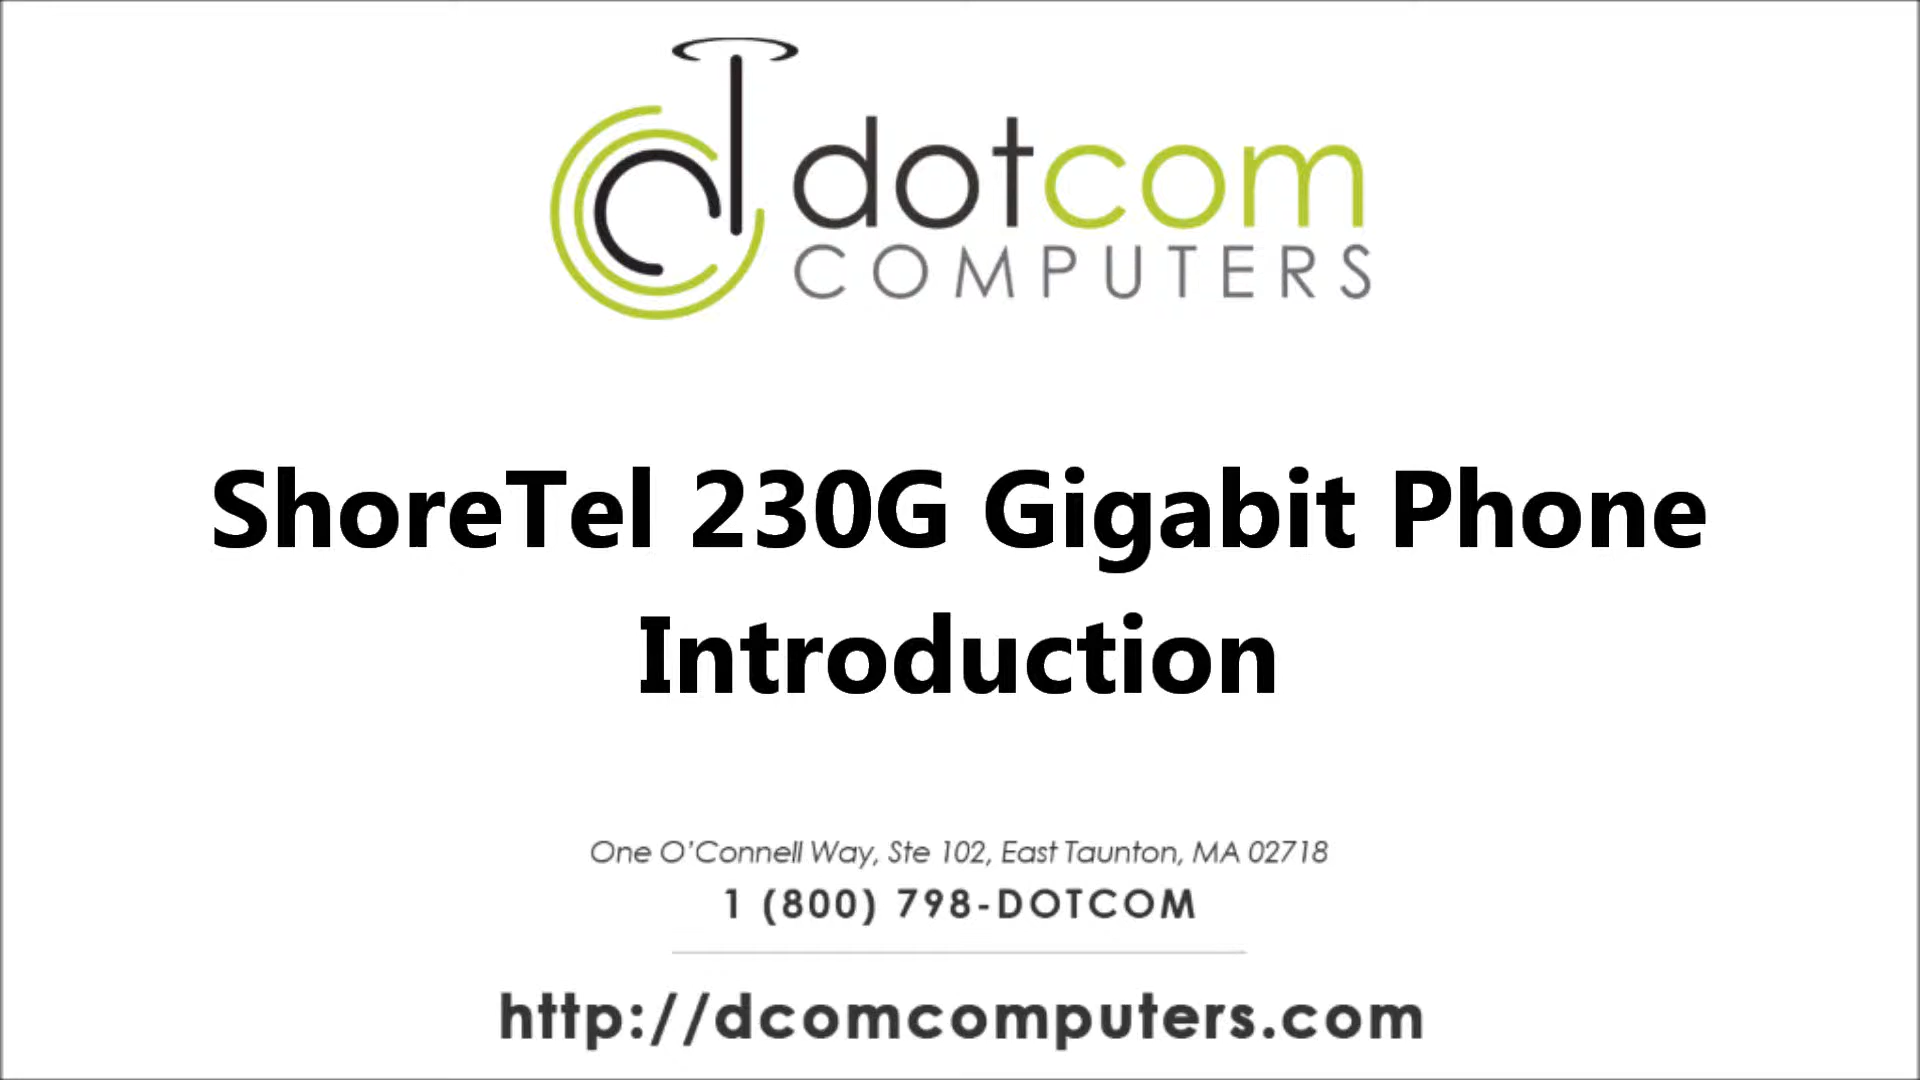 dotcom
COMPUTERS
ShoreTel 230G Gigabit Phone
Introduction
One O'Connell Way, Ste 102, East Taunton, MA 02718
1 (800) 798-DOTCOM
http://dcomcomputers.com